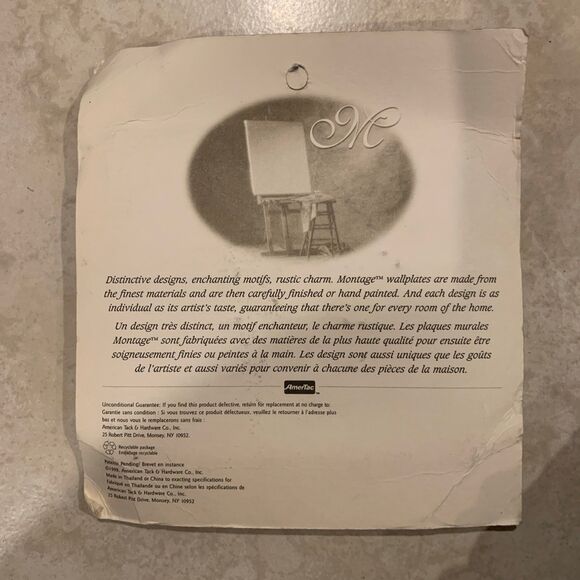 M
Distinctive designs, enchanting motifs, rustic charm. Montage™ wallplates are made from
the finest materials and are then carefully finished or hand painted. And each design is as
individual as its artist's taste, guaranteeing that there's one for every room of the home.
Un design très distinct, un motif enchanteur, le charme rustique. Les plaques murales
Montage™ sont fabriquées avec des matières de la plus haute qualité pour ensuite être
soigneusement finies ou peintes à la main. Les design sont aussi uniques que les goûts
de l'artiste et aussi variés pour convenir à chacune des pièces de la maison.
AmerTac™
Unconditional Guarantee: If you find this product defective, return for replacement at no charge to:
Garantie sans condition : Si vous trouvez ce produit défectueux, veuillez le retourner à l'adresse plus
bas et nous vous le remplacerons sans frais :
American Tack & Hardware Co., Inc.
25 Robert Pitt Drive, Monsey, NY 10952.
Recyclable package
Emballage recyclable
Patents Pending/ Brevet en instance
©1999, American Tack & Hardware Co., Inc.
Made in Thailand or China to exacting specifications for
Fabriqué en Thaïlande ou en Chine selon les spécifications de
American Tack & Hardware Co., Inc.
25 Robert Pitt Drive, Monsey, NY 10952